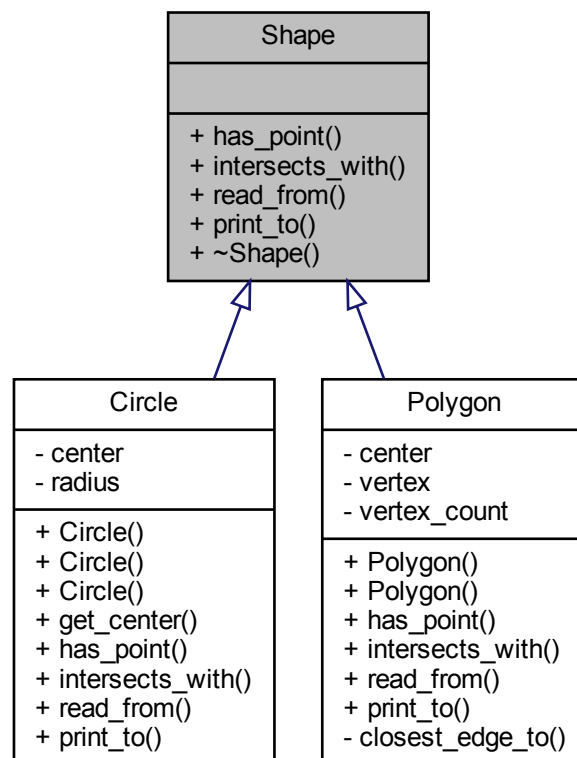 Shape
+ has_point()
+ intersects_with()
+ read_from()
+ print_to()
+ ~Shape()
Circle
- center
- radius
+ Circle()
+ Circle()
+ Circle()
+ get_center()
+ has_point()
+ intersects_with()
+ read_from()
+ print_to()
Polygon
- center
- vertex
- vertex_count
+ Polygon()
+ Polygon()
+ has_point()
+ intersects_with()
+ read_from()
+ print_to()
- closest_edge_to()